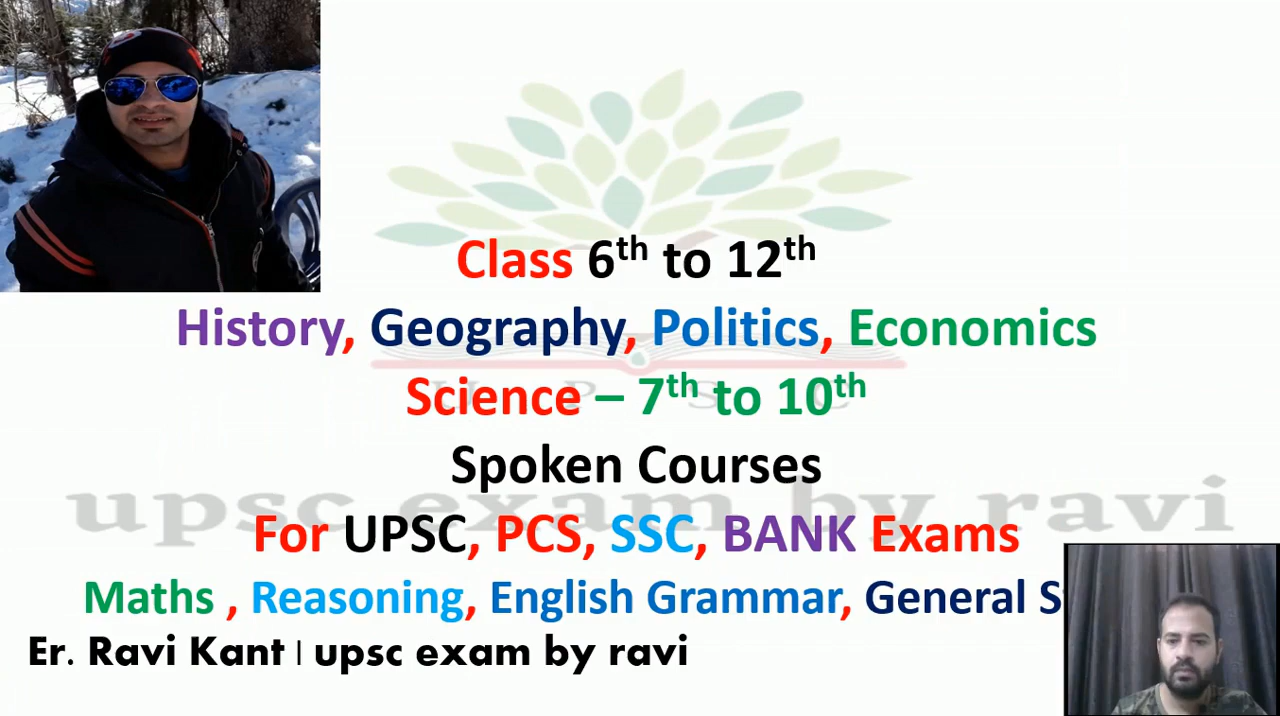 Class 6th to 12th
History, Geography, Politics, Economics
Science – 7th to 10th
U P S C
Spoken Courses
upsc exam by ravi
For UPSC, PCS, SSC, BANK Exams
Maths , Reasoning, English Grammar, General S
Er. Ravi Kant | upsc exam by ravi